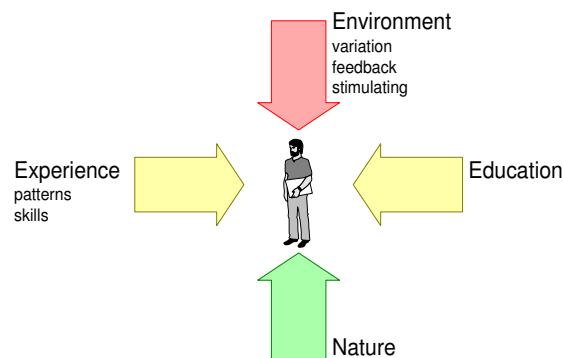 Environment
variation
feedback
stimulating
Experience
patterns
skills
Education
Nature